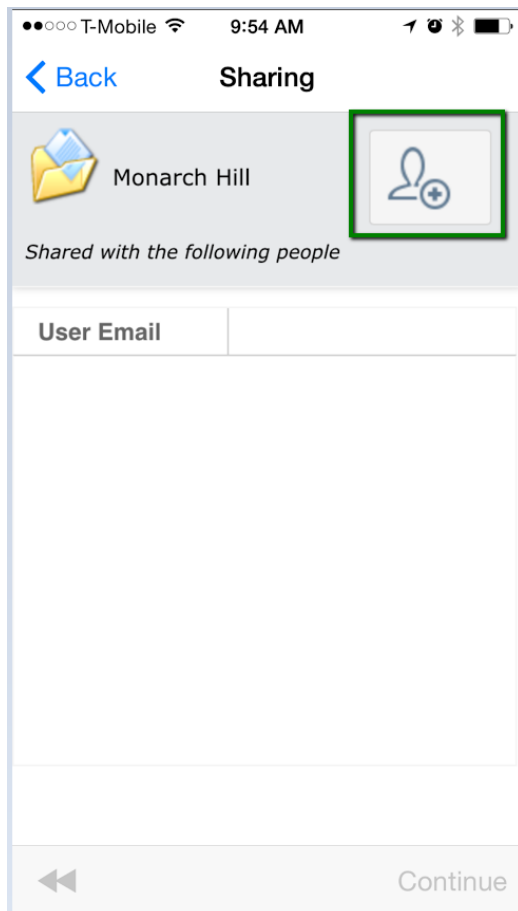 T-Mobile 9:54 AM
Back Sharing
Monarch Hill
Shared with the following people
User Email
Continue